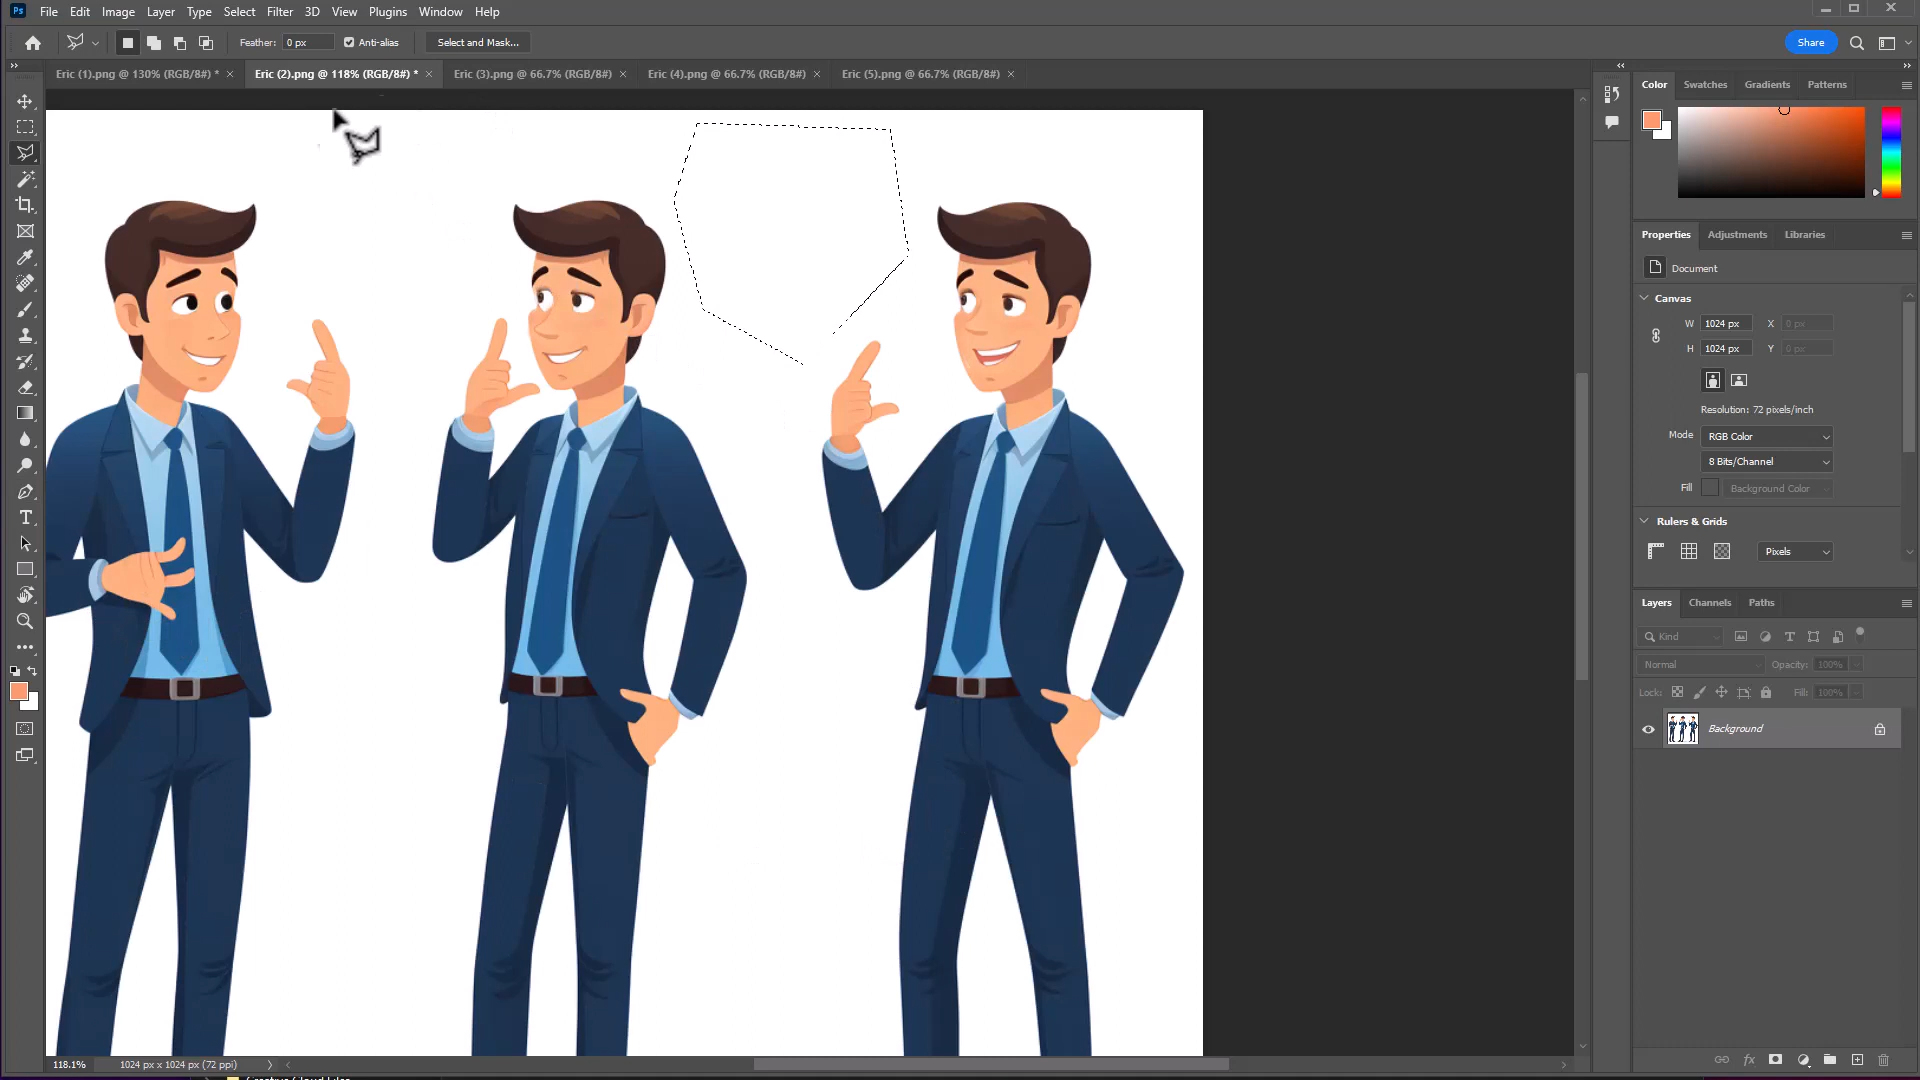 Ps File Edit Image Layer Type Select Filter 3D View Plugins Window Help
Feather: 0 px Anti-alias Select and Mask... Share
Eric (1).png @ 130% (RGB/8#) * Eric (2).png @ 118% (RGB/8#) * Eric (3).png @ 66.7% (RGB/8#) Eric (4).png @ 66.7% (RGB/8#) Eric (5).png @ 66.7% (RGB/8#)
Color Swatches Gradients Patterns
Properties Adjustments Libraries
Document
Canvas
W 1024 px X 0 px
H 1024 px Y 0 px
Resolution: 72 pixels/inch
Mode RGB Color
8 Bits/Channel
Fill Background Color
Rulers & Grids
Pixels
Layers Channels Paths
Kind
Normal Opacity: 100%
Lock: Fill: 100%
Background
118.1% 1024 px x 1024 px (72 ppi)